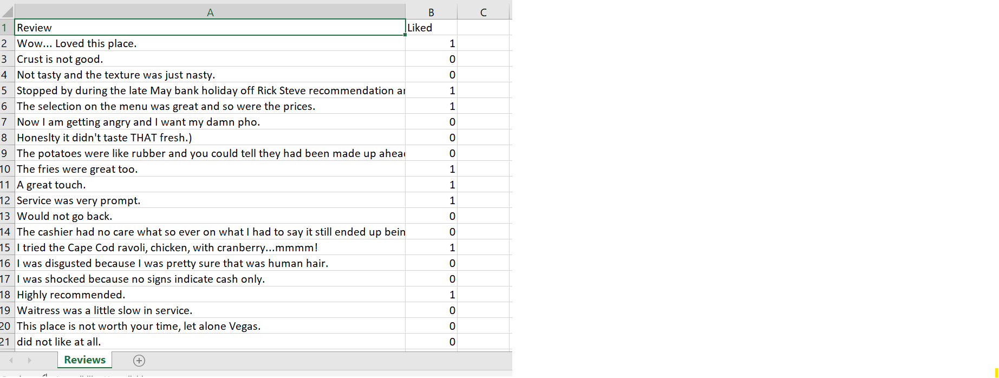 A B C
1 Review Liked
2 Wow... Loved this place. 1
3 Crust is not good. 0
4 Not tasty and the texture was just nasty. 0
5 Stopped by during the late May bank holiday off Rick Steve recommendation 1
6 The selection on the menu was great and so were the prices. 1
7 Now I am getting angry and I want my damn pho. 0
8 Honeslty it didn't taste THAT fresh.) 0
9 The potatoes were like rubber and you could tell they had been made up 0
10 The fries were great too. 1
11 A great touch. 1
12 Service was very prompt. 1
13 Would not go back. 0
14 The cashier had no care what so ever on what I had to say it still ended up bein 0
15 I tried the Cape Cod ravoli, chicken, with cranberry...mmmm! 1
16 I was disgusted because I was pretty sure that was human hair. 0
17 I was shocked because no signs indicate cash only. 0
18 Highly recommended. 1
19 Waitress was a little slow in service. 0
20 This place is not worth your time, let alone Vegas. 0
21 did not like at all. 0
Reviews